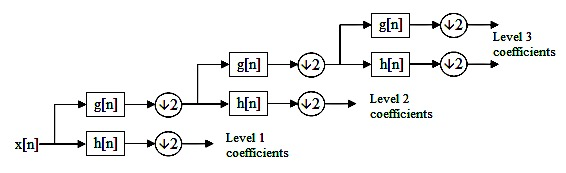 g[n] ↓2
Level 3
coefficients
g[n] ↓2 h[n] ↓2
g[n] ↓2 h[n] ↓2
Level 2
coefficients
x[n] h[n] ↓2
Level 1
coefficients